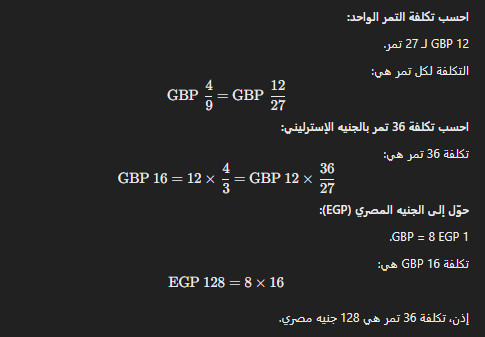 احسب تكلفة التمر الواحد:
GBP 12 لـ 27 تمر.
التكلفة لكل تمر هي:
GBP 4/9 = GBP 12/27
احسب تكلفة 36 تمر بالجنيه الإسترليني:
تكلفة 36 تمر هي:
GBP 16 = 12 × 4/3 = GBP 12 × 36/27
حوّل إلى الجنيه المصري (EGP):
GBP = 8 EGP 1.
تكلفة GBP 16 هي:
EGP 128 = 8 × 16
إذن، تكلفة 36 تمر هي 128 جنيه مصري.